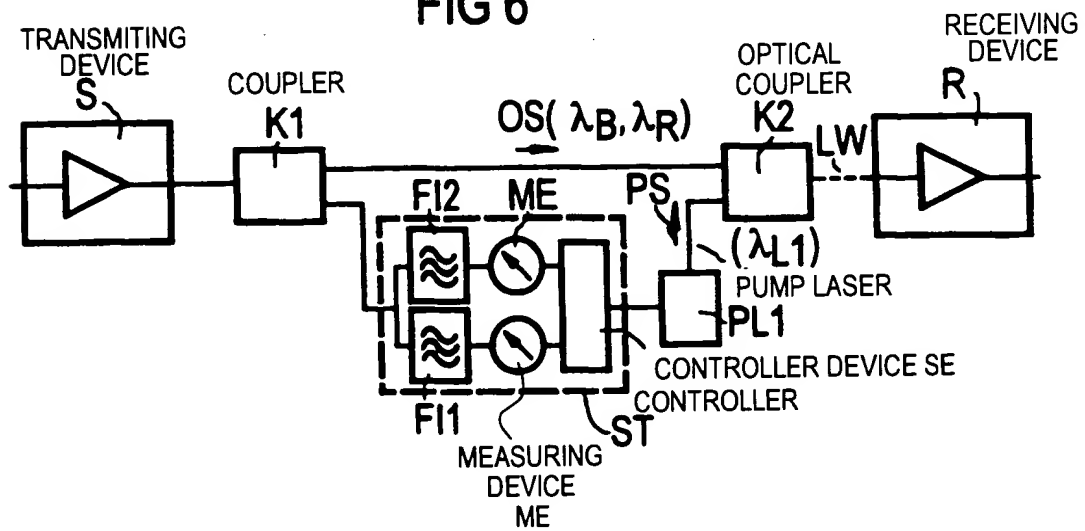 FIG 6
TRANSMITING
DEVICE
S
COUPLER
K1
OS( λB, λR)
OPTICAL
COUPLER
K2
LW
RECEIVING
DEVICE
R
FI2
ME
PS
(λL1)
PUMP LASER
PL1
CONTROLLER DEVICE SE
CONTROLLER
ST
FI1
MEASURING
DEVICE
ME